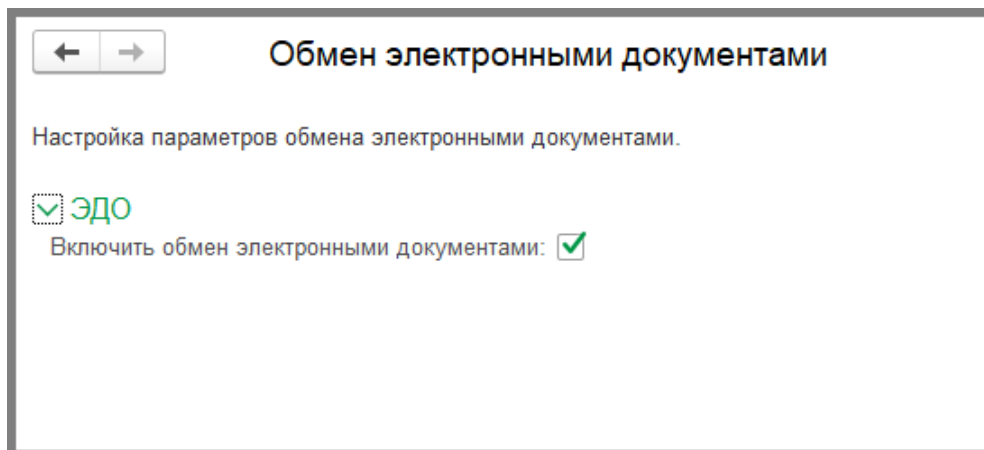 Обмен электронными документами
Настройка параметров обмена электронными документами.
ЭДО
Включить обмен электронными документами: